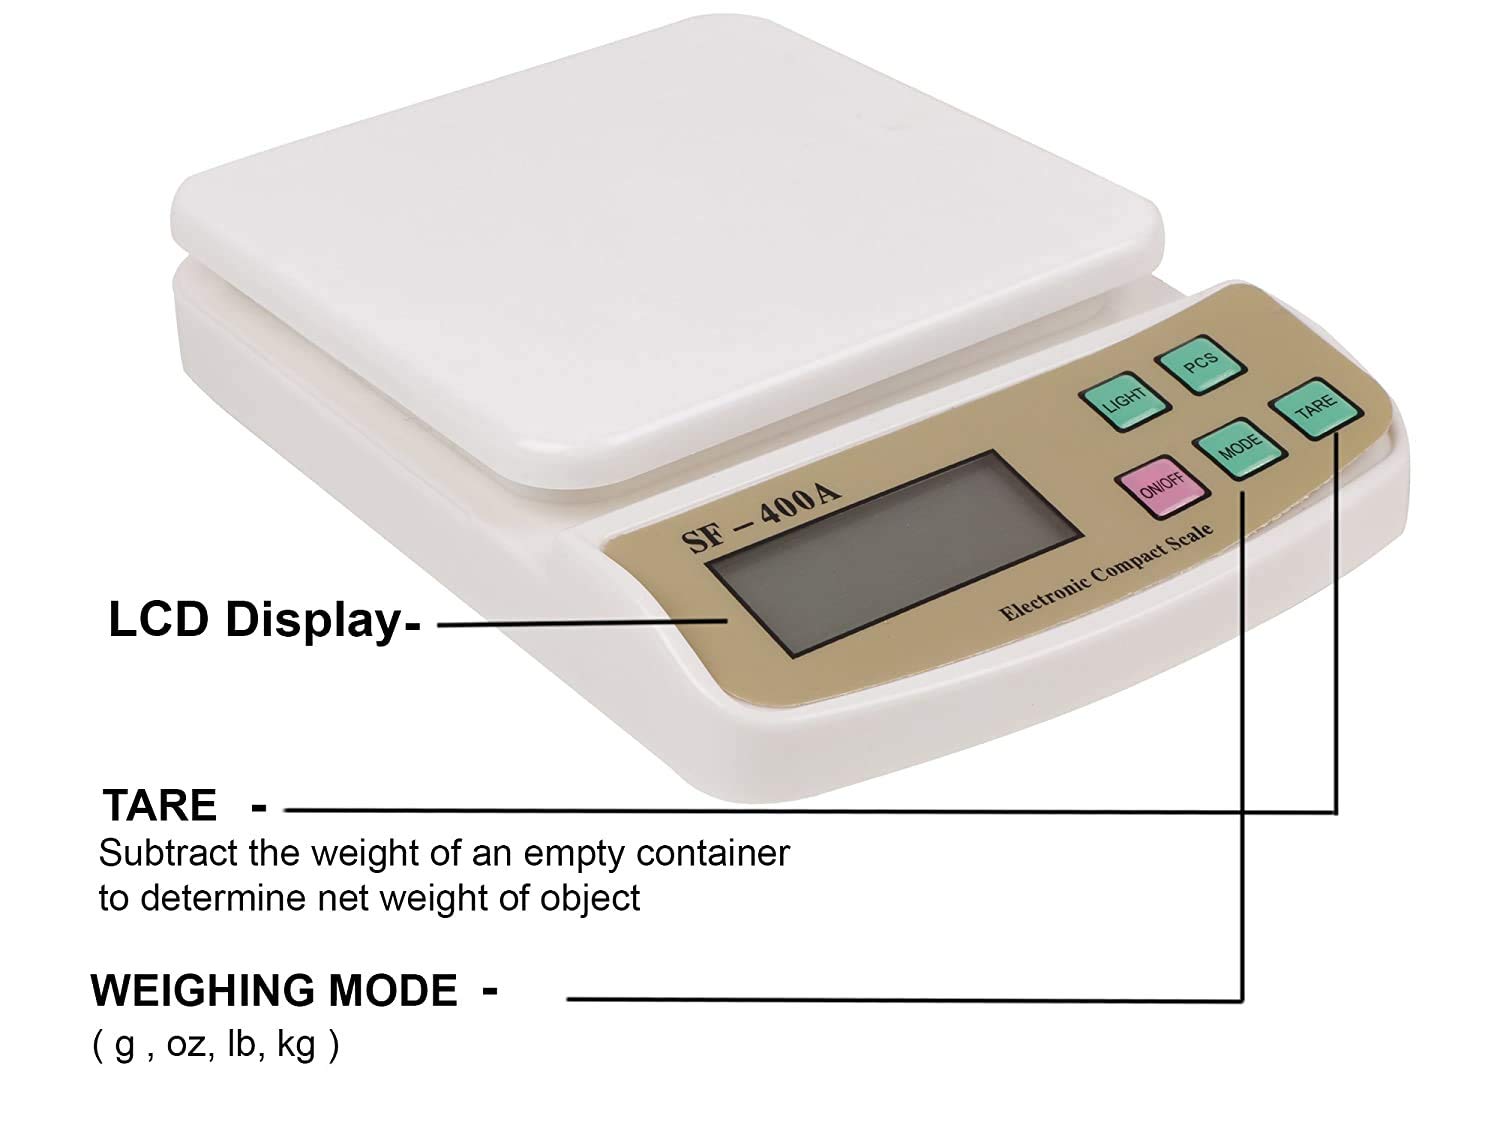 LIGHT
PCS
ON/OFF
MODE
TARE
SF - 400A
Electronic Compact Scale
LCD Display-
TARE -
Subtract the weight of an empty container
to determine net weight of object
WEIGHING MODE -
( g , oz, lb, kg )